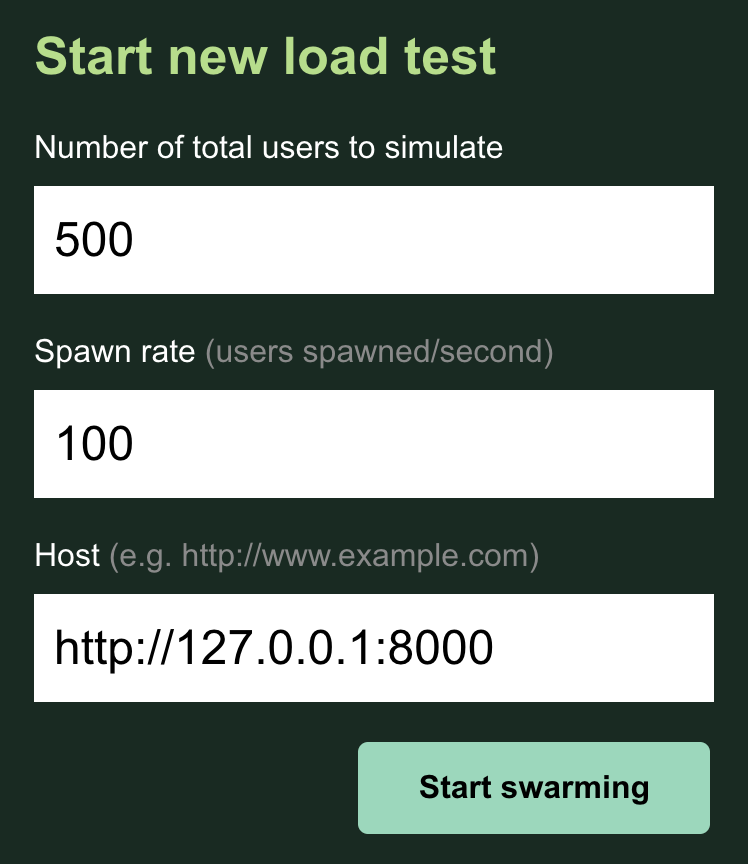 Start new load test
Number of total users to simulate
500
Spawn rate (users spawned/second)
100
Host (e.g. http://www.example.com)
http://127.0.0.1:8000
Start swarming